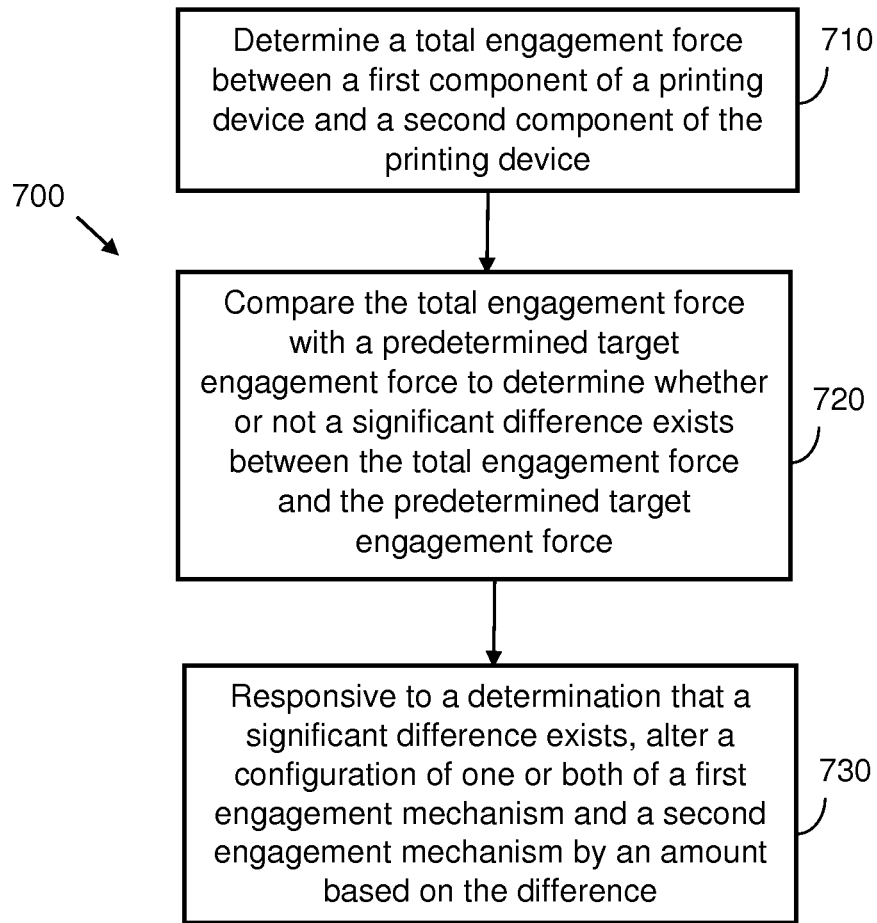 Determine a total engagement force
between a first component of a printing
device and a second component of the
printing device
710
700
Compare the total engagement force
with a predetermined target
engagement force to determine whether
or not a significant difference exists
between the total engagement force
and the predetermined target
engagement force
720
Responsive to a determination that a
significant difference exists, alter a
configuration of one or both of a first
engagement mechanism and a second
engagement mechanism by an amount
based on the difference
730